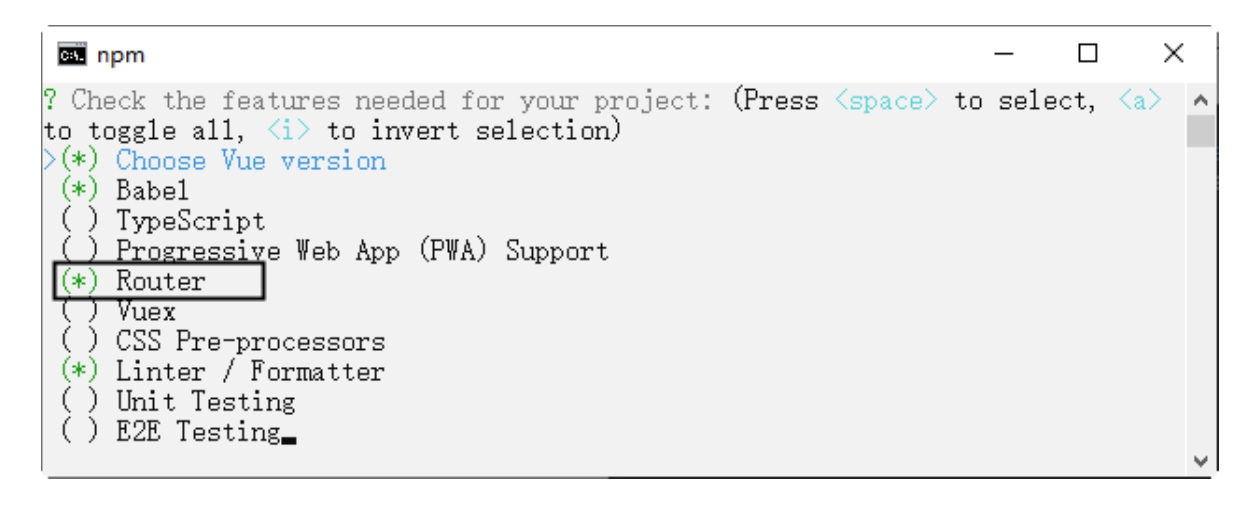 npm
? Check the features needed for your project: (Press <space> to select, <a>
to toggle all, <i> to invert selection)
>(*) Choose Vue version
(*) Babel
( ) TypeScript
( ) Progressive Web App (PWA) Support
(*) Router
( ) Vuex
( ) CSS Pre-processors
(*) Linter / Formatter
( ) Unit Testing
( ) E2E Testing